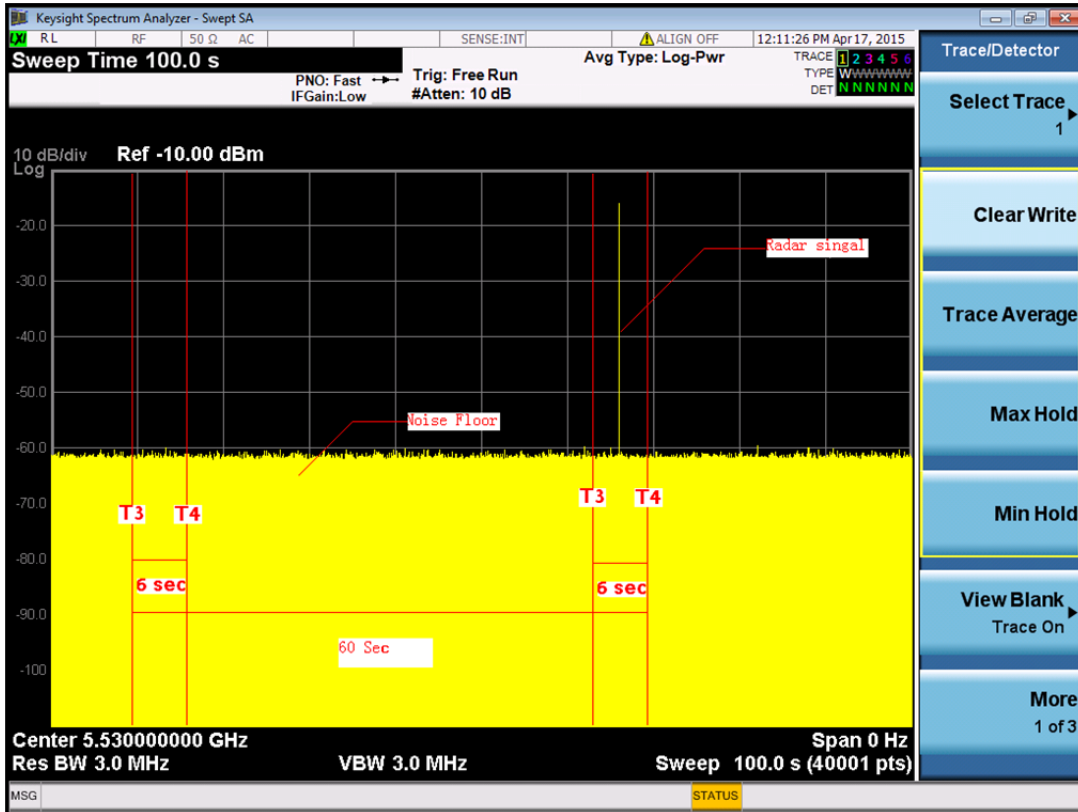 Keysight Spectrum Analyzer - Swept SA
LXI RL RF 50 Ω AC SENSE:INT ALIGN OFF 12:11:26 PM Apr 17, 2015
Sweep Time 100.0 s
PNO: Fast
IFGain:Low
Trig: Free Run
#Atten: 10 dB
Avg Type: Log-Pwr
TRACE 1 2 3 4 5 6
TYPE WWWWWW
DET N N N N N N
10 dB/div
Log
Ref -10.00 dBm
-20.0
-30.0
-40.0
-50.0
-60.0
-70.0
-80.0
-90.0
-100
Radar singal
Noise Floor
T3 T4
T3 T4
6 sec
6 sec
60 Sec
Center 5.530000000 GHz Span 0 Hz
Res BW 3.0 MHz VBW 3.0 MHz Sweep 100.0 s (40001 pts)
MSG STATUS
Trace/Detector
Select Trace
1
Clear Write
Trace Average
Max Hold
Min Hold
View Blank
Trace On
More
1 of 3